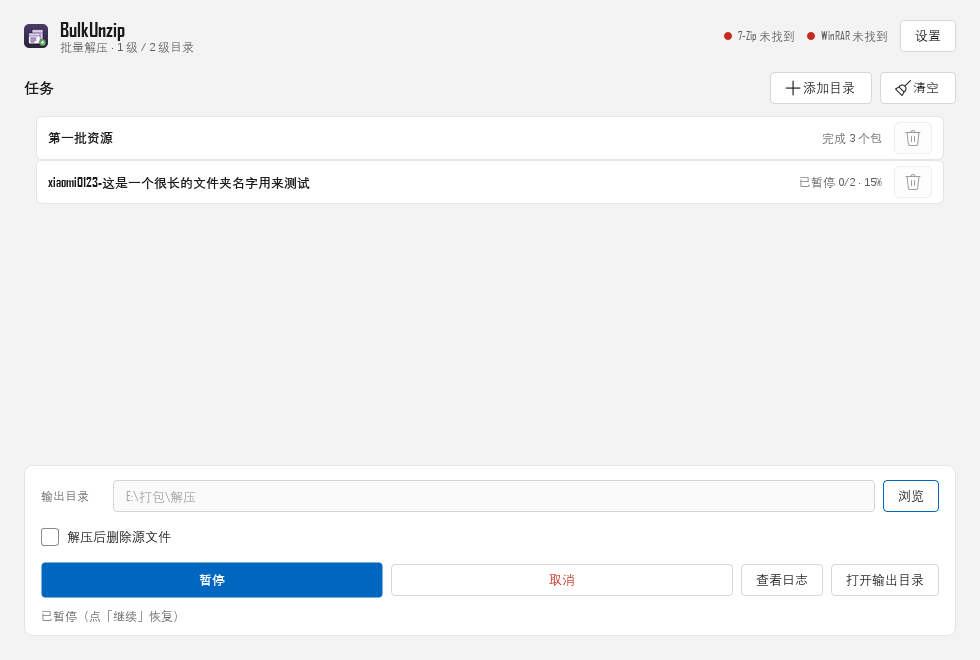 BulkUnzip
批量解压 · 1 级 / 2 级目录
7-Zip 未找到
WinRAR 未找到
设置
任务
添加目录
清空
第一批资源
完成 3 个包
xiaomi0123-这是一个很长的文件夹名字用来测试
已暂停 0/2 · 15%
输出目录
E:\打包\解压
浏览
解压后删除源文件
暂停
取消
查看日志
打开输出目录
已暂停（点「继续」恢复）